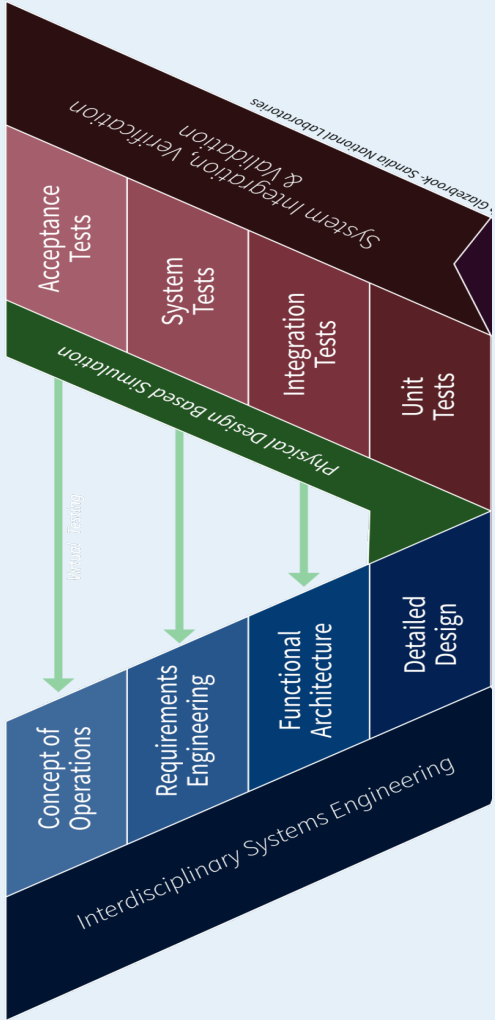 Interdisciplinary Systems Engineering
Concept of
Operations
Requirements
Engineering
Functional
Architecture
Detailed
Design
Physical Design Based Simulation
Acceptance
Tests
System
Tests
Integration
Tests
Unit
Tests
System Integration, Verification
& Validation
Glazebrook- Sandia National Laboratories